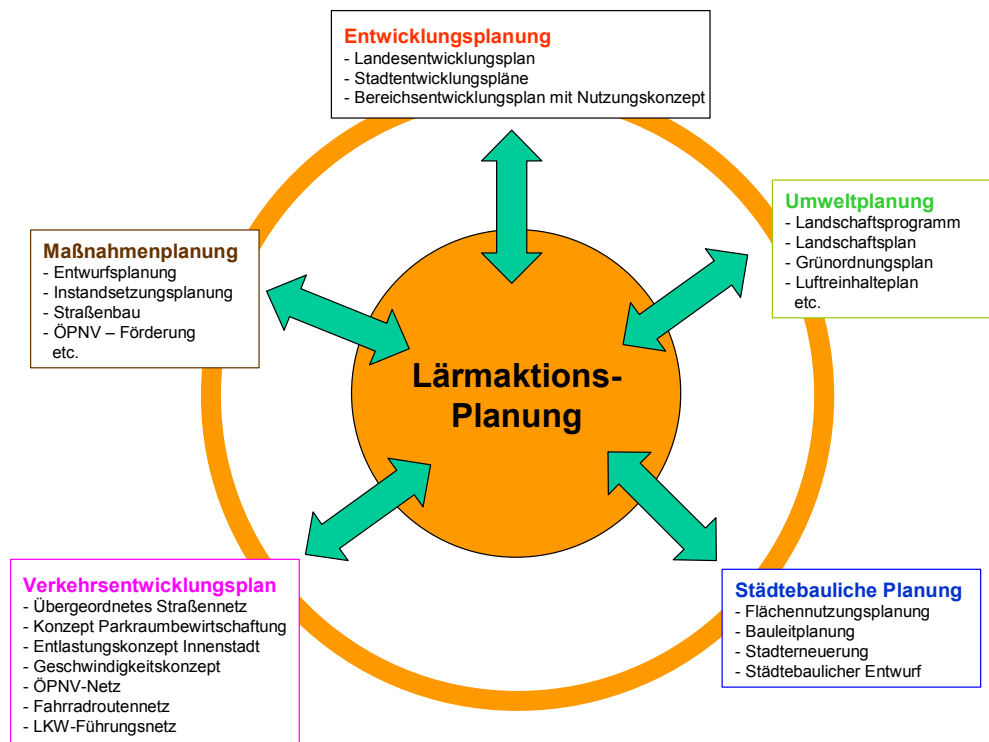 Entwicklungsplanung
- Landesentwicklungsplan
- Stadtentwicklungspläne
- Bereichsentwicklungsplan mit Nutzungskonzept
Umweltplanung
- Landschaftsprogramm
- Landschaftsplan
- Grünordnungsplan
- Luftreinhalteplan
etc.
Maßnahmenplanung
- Entwurfsplanung
- Instandsetzungsplanung
- Straßenbau
- ÖPNV – Förderung
etc.
Lärmaktions-
Planung
Verkehrsentwicklungsplan
- Übergeordnetes Straßennetz
- Konzept Parkraumbewirtschaftung
- Entlastungskonzept Innenstadt
- Geschwindigkeitskonzept
- ÖPNV-Netz
- Fahrradroutennetz
- LKW-Führungsnetz
Städtebauliche Planung
- Flächennutzungsplanung
- Bauleitplanung
- Stadterneuerung
- Städtebaulicher Entwurf